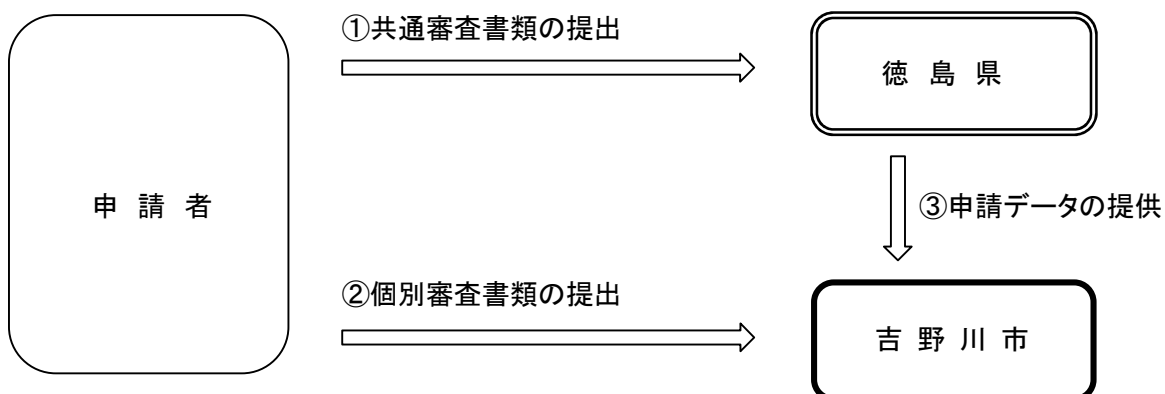 ①共通審査書類の提出
徳 島 県
申 請 者
③申請データの提供
②個別審査書類の提出
吉 野 川 市